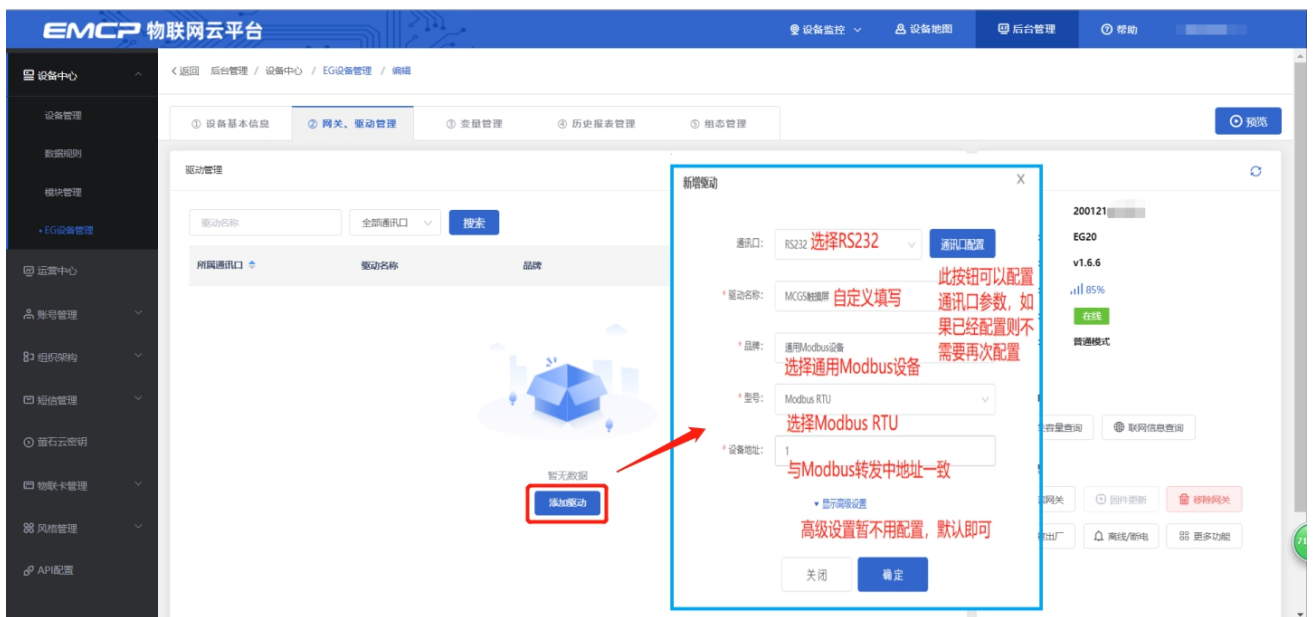 EMCP 物联网云平台
设备监控
设备地图
后台管理
帮助
设备中心
设备管理
数据规则
模块管理
• EG设备管理
运营中心
账号管理
组织架构
短信管理
萤石云密钥
物联卡管理
风格管理
API配置
<返回 后台管理 / 设备中心 / EG设备管理 / 编辑
① 设备基本信息
② 网关、驱动管理
③ 变量管理
④ 历史报表管理
⑤ 组态管理
预览
驱动管理
驱动名称
全部通讯口
搜索
所属通讯口
驱动名称
品牌
暂无数据
添加驱动
新增驱动
X
通讯口:
RS232 选择RS232
通讯口配置
此按钮可以配置
通讯口参数，如
果已经配置则不
需要再次配置
* 驱动名称:
MCGS触摸屏 自定义填写
* 品牌:
通用Modbus设备
选择通用Modbus设备
* 型号:
Modbus RTU
选择Modbus RTU
* 设备地址:
1
与Modbus转发中地址一致
▾ 显示高级设置
高级设置暂不用配置，默认即可
关闭
确定
200121
EG20
v1.6.6
85%
在线
普通模式
容量查询
联网信息查询
网关
固件更新
移除网关
出厂
离线/断电
更多功能
71